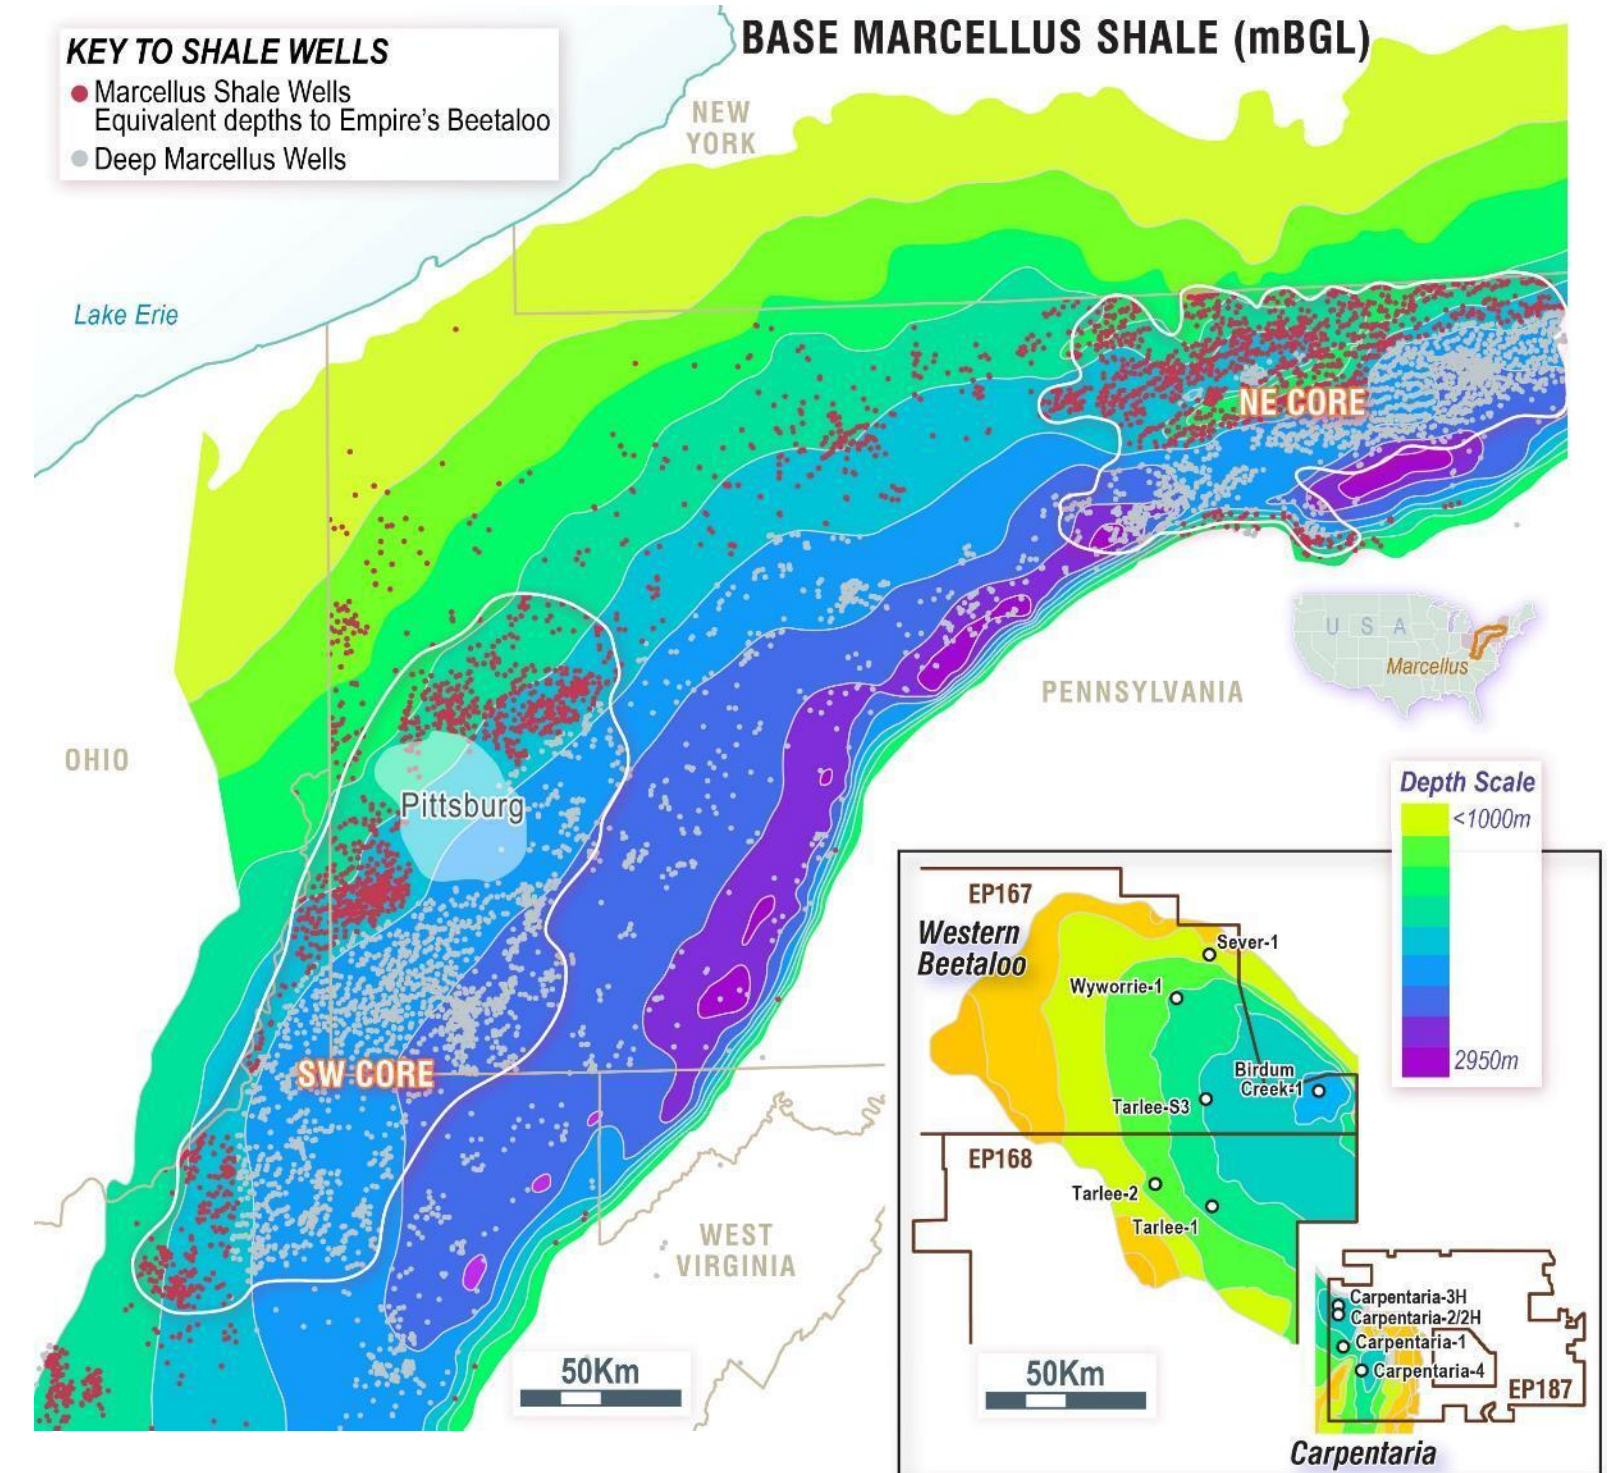 BASE MARCELLUS SHALE (mBGL)
KEY TO SHALE WELLS
Marcellus Shale Wells
Equivalent depths to Empire's Beetaloo
Deep Marcellus Wells
NEW
YORK
Lake Erie
NE CORE
USA
Marcellus
PENNSYLVANIA
OHIO
Pittsburg
Depth Scale
<1000m
2950m
SW CORE
WEST
VIRGINIA
50Km
EP167
Western
Beetaloo
Sever-1
Wyworrie-1
Birdum
Creek-1
Tarlee-S3
EP168
Tarlee-2
Tarlee-1
50Km
Carpentaria-3H
Carpentaria-2/2H
Carpentaria-1
Carpentaria-4
EP187
Carpentaria